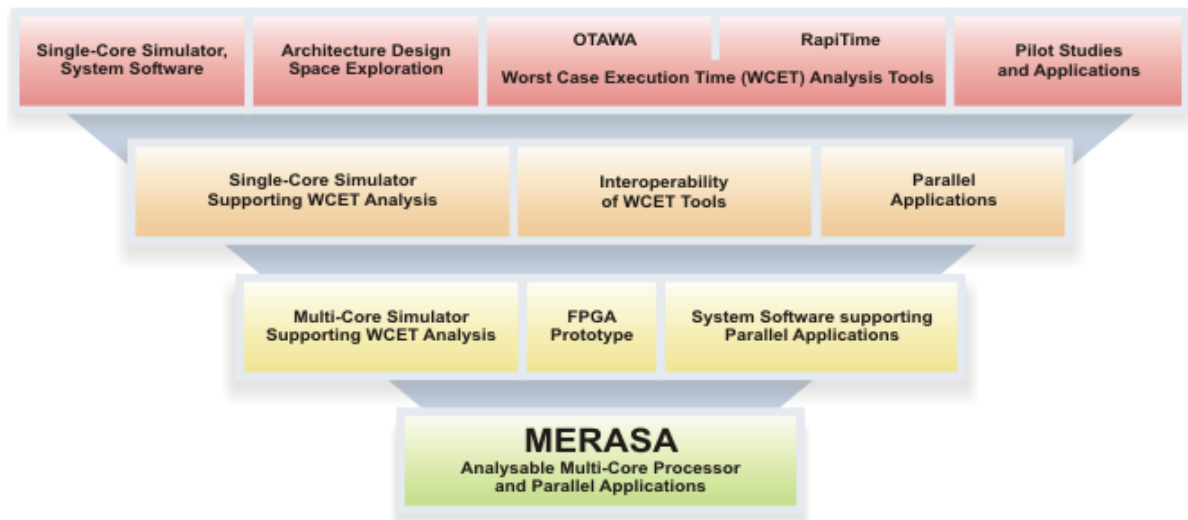 Single-Core Simulator,
System Software
Architecture Design
Space Exploration
OTAWA
RapiTime
Worst Case Execution Time (WCET) Analysis Tools
Pilot Studies
and Applications
Single-Core Simulator
Supporting WCET Analysis
Interoperability
of WCET Tools
Parallel
Applications
Multi-Core Simulator
Supporting WCET Analysis
FPGA
Prototype
System Software supporting
Parallel Applications
MERASA
Analysable Multi-Core Processor
and Parallel Applications